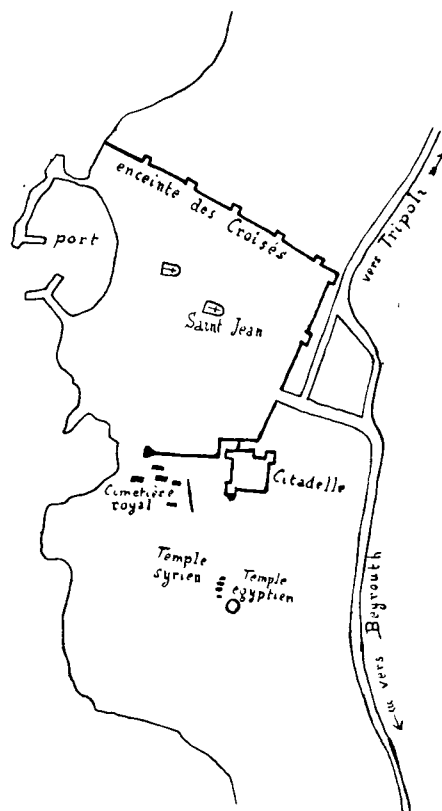 enceinte des Croisés
port
vers Tripoli
Saint Jean
Citadelle
Cimetière
royal
Temple
syrien
Temple
égyptien
vers Beyrouth